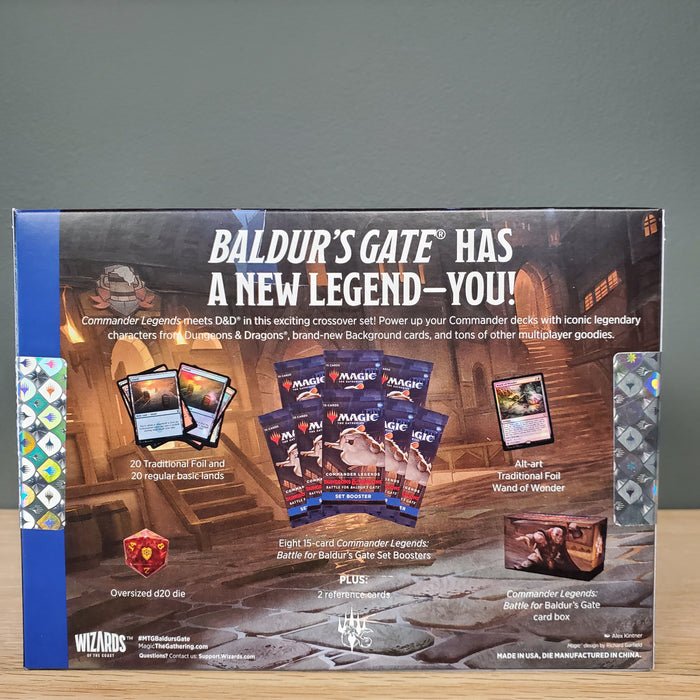 BALDUR'S GATE® HAS
A NEW LEGEND—YOU!
Commander Legends meets D&D® in this exciting crossover set! Power up your Commander decks with iconic legendary
characters from Dungeons & Dragons®, brand-new Background cards, and tons of other multiplayer goodies.
MAGIC
THE GATHERING
COMMANDER LEGENDS
DUNGEONS & DRAGONS
BATTLE FOR BALDUR'S GATE
SET BOOSTER
20 Traditional Foil and
20 regular basic lands
Alt-art
Traditional Foil
Wand of Wonder
Eight 15-card Commander Legends:
Battle for Baldur's Gate Set Boosters
PLUS:
2 reference cards
Oversized d20 die
Commander Legends:
Battle for Baldur's Gate
card box
WIZARDS™
OF THE COAST
#MTGBaldursGate
MagicTheGathering.com
Questions? Contact us: Support.Wizards.com
Alex Kintner
Magic® design by Richard Garfield
MADE IN USA, DIE MANUFACTURED IN CHINA.